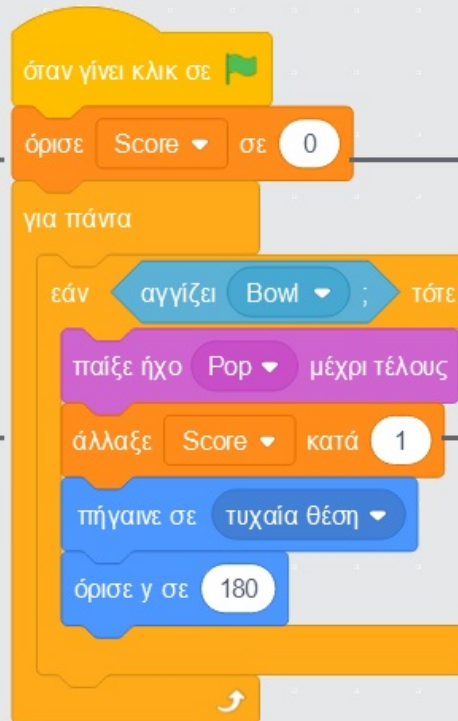 όταν γίνει κλικ σε
όρισε Score σε 0
για πάντα
εάν αγγίζει Bowl ; τότε
παίξε ήχο Pop μέχρι τέλους
άλλαξε Score κατά 1
πήγαινε σε τυχαία θέση
όρισε y σε 180